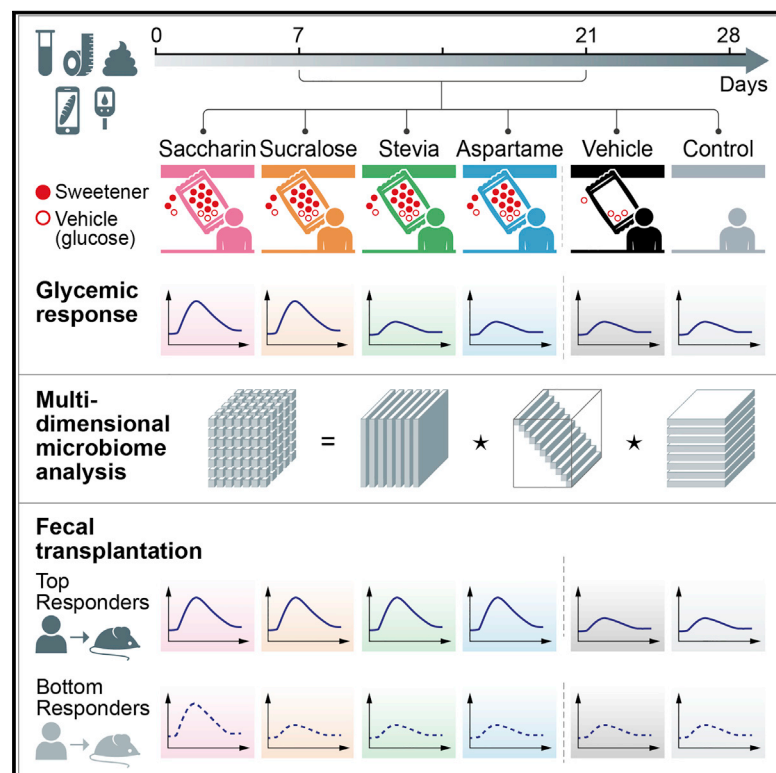 0 7 21 28
Days
Saccharin Sucralose Stevia Aspartame Vehicle Control
Sweetener
Vehicle
(glucose)
Glycemic
response
Multi-
dimensional
microbiome
analysis
=
Fecal
transplantation
Top
Responders
Bottom
Responders